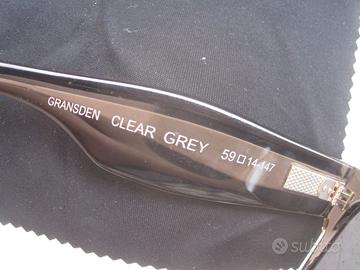 GRANSDEN CLEAR GREY 59□14-147
subito